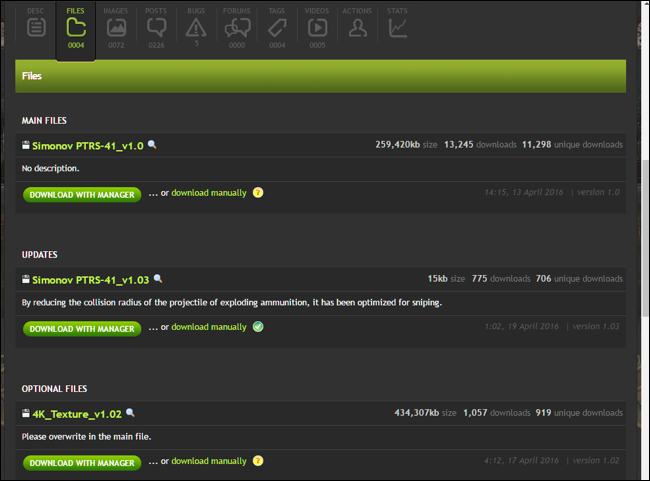 DESC FILES IMAGES POSTS BUGS FORUMS TAGS VIDEOS ACTIONS STATS
0004 0072 0226 5 0000 0004 0005
Files
MAIN FILES
Simonov PTRS-41_v1.0 259,420kb size 13,245 downloads 11,298 unique downloads
No description.
DOWNLOAD WITH MANAGER ... or download manually ? 14:15, 13 April 2016 | version 1.0
UPDATES
Simonov PTRS-41_v1.03 15kb size 775 downloads 706 unique downloads
By reducing the collision radius of the projectile of exploding ammunition, it has been optimized for sniping.
DOWNLOAD WITH MANAGER ... or download manually 1:02, 19 April 2016 | version 1.03
OPTIONAL FILES
4K_Texture_v1.02 434,307kb size 1,057 downloads 919 unique downloads
Please overwrite in the main file.
DOWNLOAD WITH MANAGER ... or download manually ? 4:12, 17 April 2016 | version 1.02